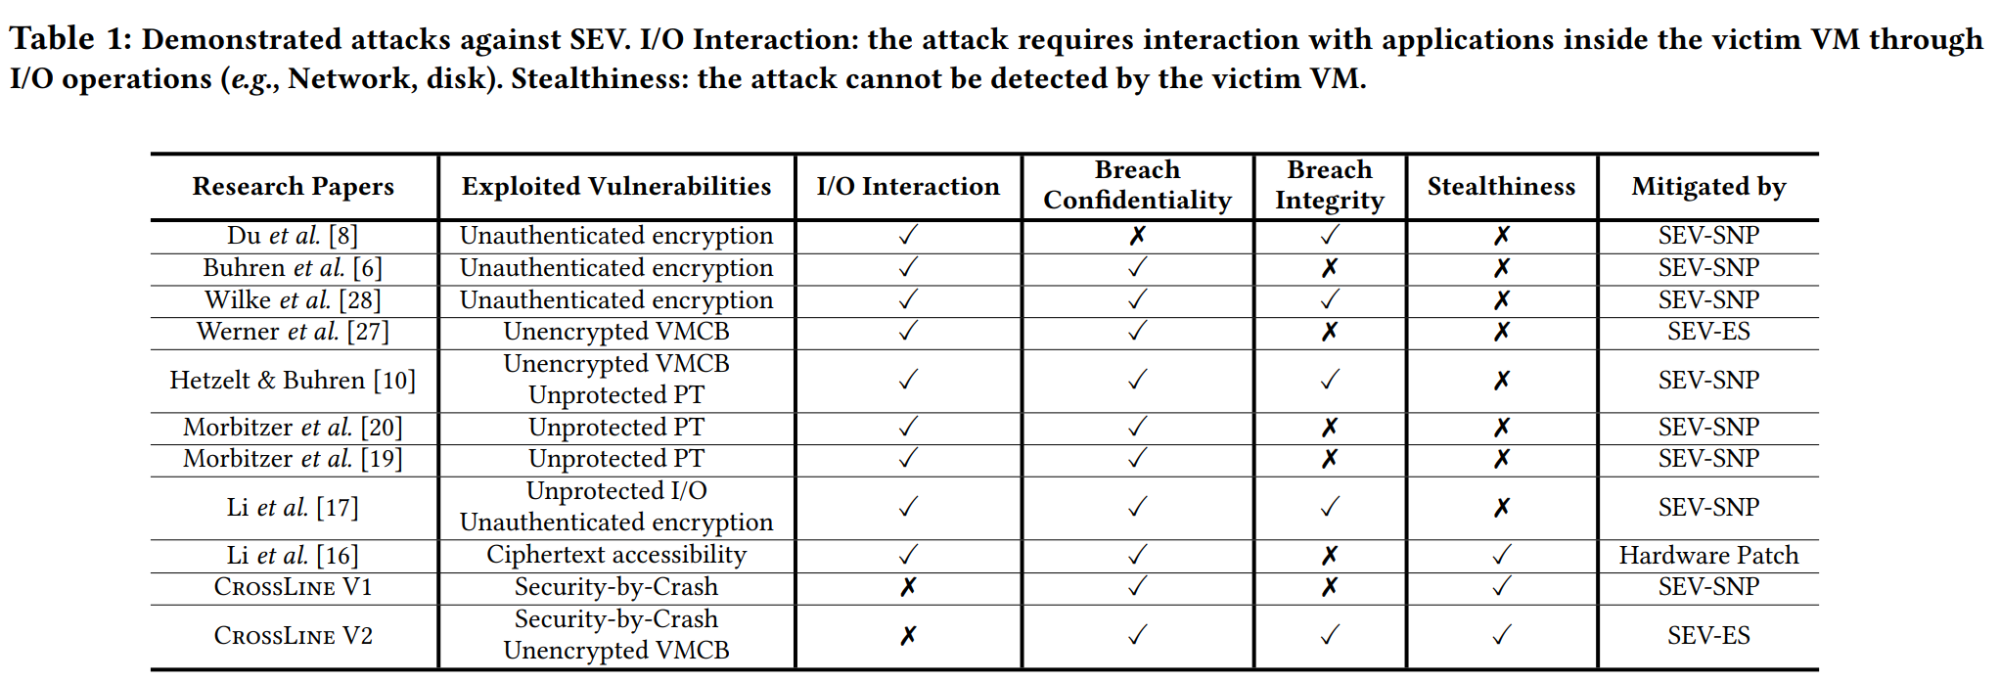 Table 1: Demonstrated attacks against SEV. I/O Interaction: the attack requires interaction with applications inside the victim VM through
I/O operations (e.g., Network, disk). Stealthiness: the attack cannot be detected by the victim VM.
Research Papers | Exploited Vulnerabilities | I/O Interaction | Breach Confidentiality | Breach Integrity | Stealthiness | Mitigated by
Du et al. [8] | Unauthenticated encryption | ✓ | ✗ | ✓ | ✗ | SEV-SNP
Buhren et al. [6] | Unauthenticated encryption | ✓ | ✓ | ✗ | ✗ | SEV-SNP
Wilke et al. [28] | Unauthenticated encryption | ✓ | ✓ | ✓ | ✗ | SEV-SNP
Werner et al. [27] | Unencrypted VMCB | ✓ | ✓ | ✗ | ✗ | SEV-ES
Hetzelt & Buhren [10] | Unencrypted VMCB Unprotected PT | ✓ | ✓ | ✓ | ✗ | SEV-SNP
Morbitzer et al. [20] | Unprotected PT | ✓ | ✓ | ✗ | ✗ | SEV-SNP
Morbitzer et al. [19] | Unprotected PT | ✓ | ✓ | ✗ | ✗ | SEV-SNP
Li et al. [17] | Unprotected I/O Unauthenticated encryption | ✓ | ✓ | ✓ | ✗ | SEV-SNP
Li et al. [16] | Ciphertext accessibility | ✓ | ✓ | ✗ | ✓ | Hardware Patch
CrossLine V1 | Security-by-Crash | ✗ | ✓ | ✗ | ✓ | SEV-SNP
CrossLine V2 | Security-by-Crash Unencrypted VMCB | ✗ | ✓ | ✓ | ✓ | SEV-ES